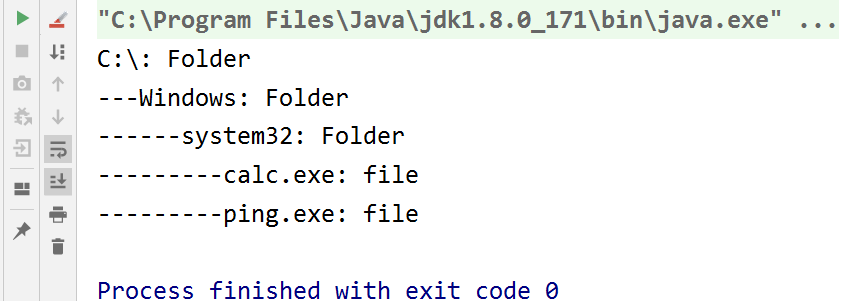 "C:\Program Files\Java\jdk1.8.0_171\bin\java.exe" ...
C:\: Folder
---Windows: Folder
------system32: Folder
---------calc.exe: file
---------ping.exe: file
Process finished with exit code 0